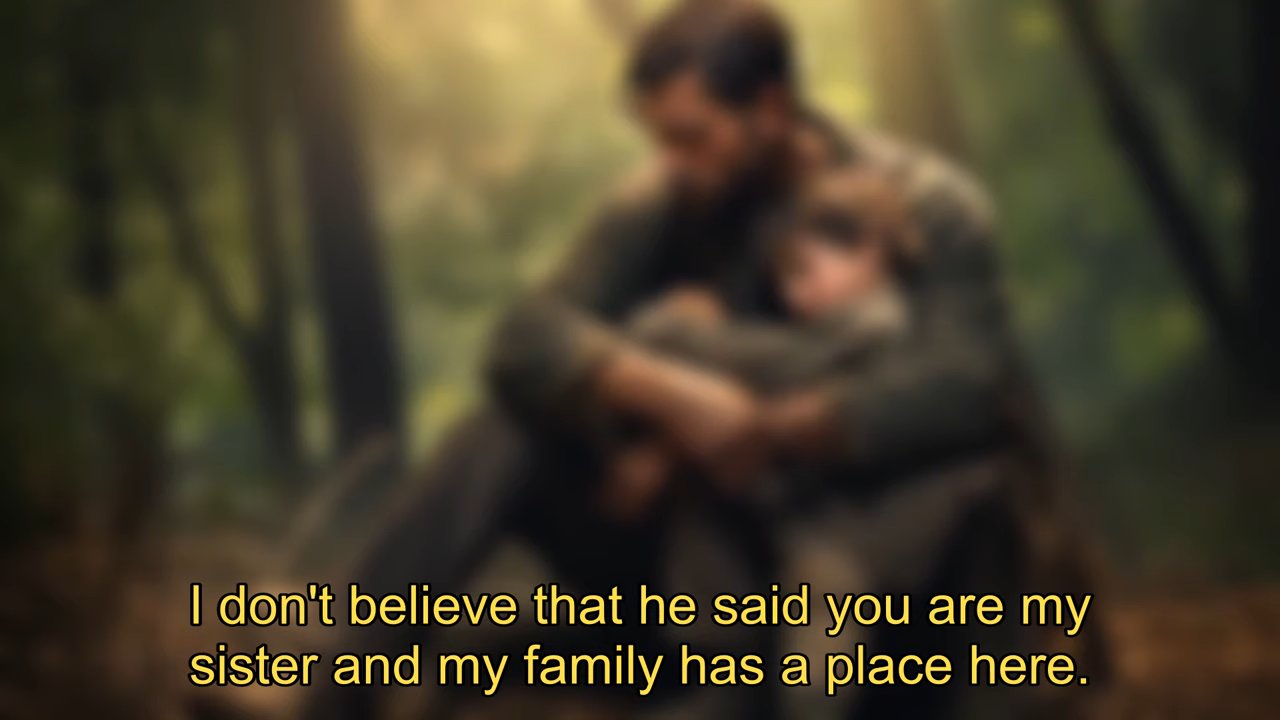 I don't believe that he said you are my
sister and my family has a place here.